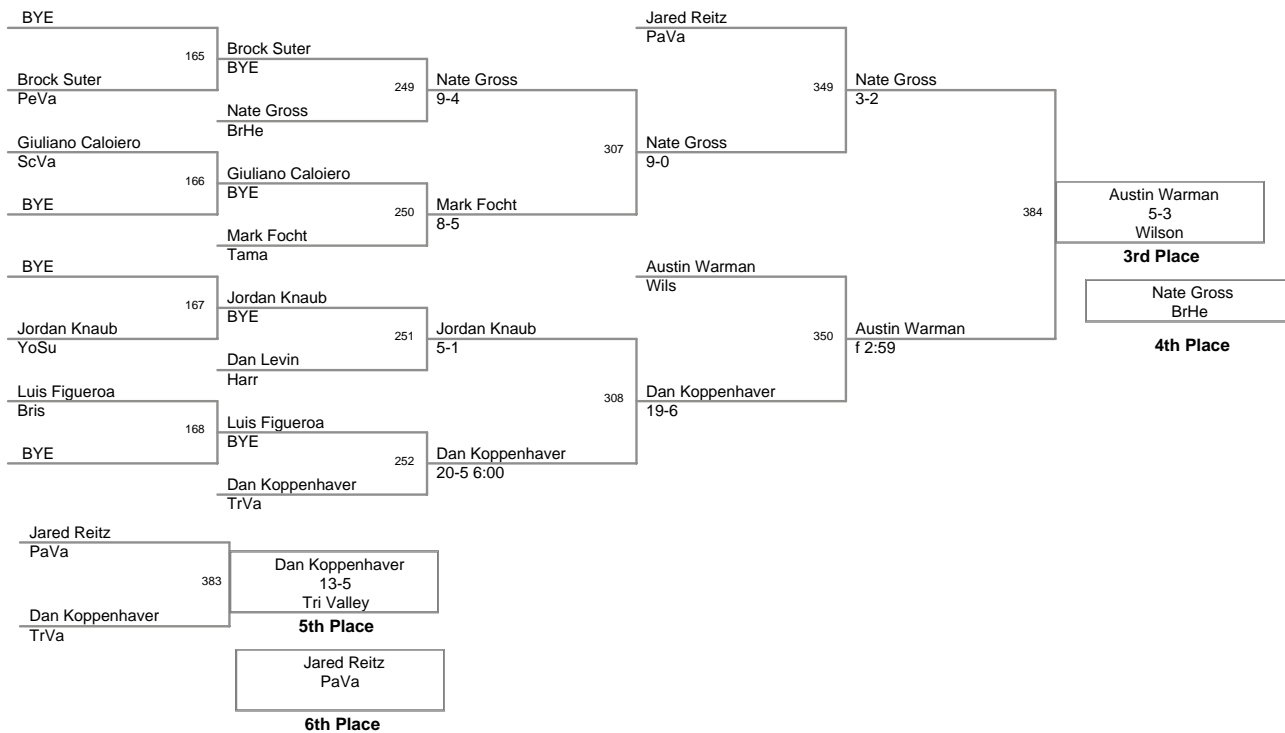 BYE
165
Brock Suter
PeVa
Giuliano Caloiero
ScVa
166
BYE
BYE
167
Jordan Knaub
YoSu
Luis Figueroa
Bris
168
BYE
Brock Suter
BYE
249
Nate Gross
BrHe
Giuliano Caloiero
BYE
250
Mark Focht
Tama
Jordan Knaub
BYE
251
Dan Levin
Harr
Luis Figueroa
BYE
252
Dan Koppenhaver
TrVa
Nate Gross
9-4
307
Mark Focht
8-5
Jordan Knaub
5-1
308
Dan Koppenhaver
20-5 6:00
Jared Reitz
PaVa
349
Nate Gross
9-0
Austin Warman
Wils
350
Dan Koppenhaver
19-6
Nate Gross
3-2
384
Austin Warman
f 2:59
Austin Warman
5-3
Wilson
3rd Place
Nate Gross
BrHe
4th Place
Jared Reitz
PaVa
383
Dan Koppenhaver
TrVa
Dan Koppenhaver
13-5
Tri Valley
5th Place
Jared Reitz
PaVa
6th Place